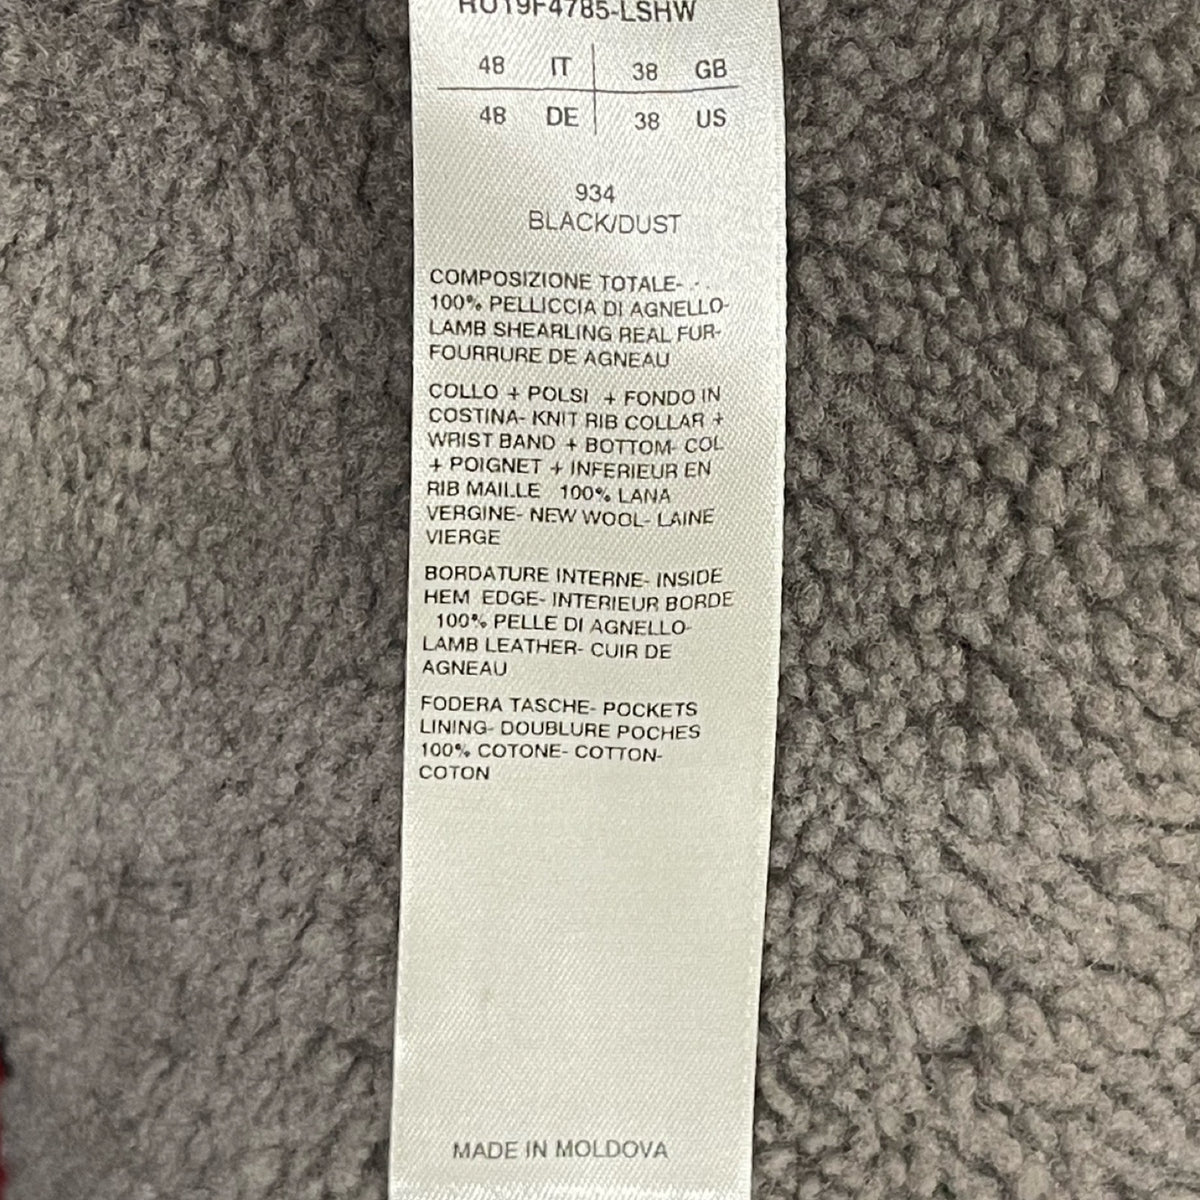 RU19F4785-LSHW
48 IT 38 GB
48 DE 38 US
934
BLACK/DUST
COMPOSIZIONE TOTALE-
100% PELLICCIA DI AGNELLO-
LAMB SHEARLING REAL FUR-
FOURRURE DE AGNEAU
COLLO + POLSI + FONDO IN
COSTINA- KNIT RIB COLLAR +
WRIST BAND + BOTTOM- COL
+ POIGNET + INFERIEUR EN
RIB MAILLE 100% LANA
VERGINE- NEW WOOL- LAINE
VIERGE
BORDATURE INTERNE- INSIDE
HEM EDGE- INTERIEUR BORDE
100% PELLE DI AGNELLO-
LAMB LEATHER- CUIR DE
AGNEAU
FODERA TASCHE- POCKETS
LINING- DOUBLURE POCHES
100% COTONE- COTTON-
COTON
MADE IN MOLDOVA